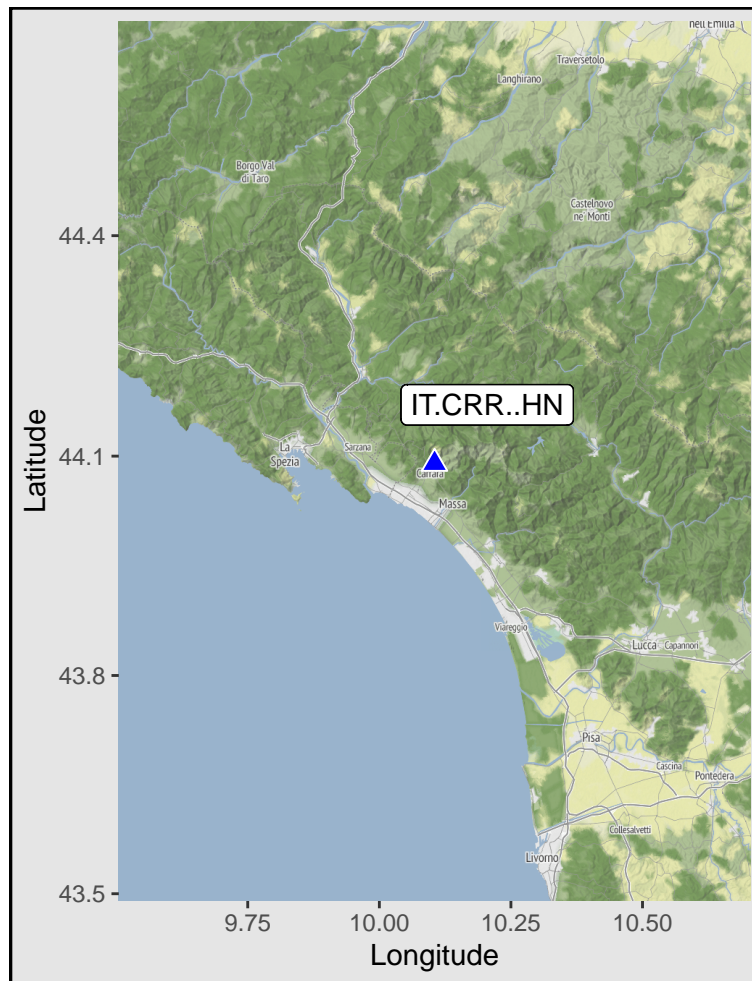 nell'Emilia
Traversetolo
Langhirano
Borgo Val
di Taro
Castelnovo
ne' Monti
44.4
IT.CRR..HN
44.1
La
Spezia
Sarzana
Carrara
Massa
Latitude
Viareggio
Lucca
Capannori
43.8
Pisa
Cascina
Pontedera
Collesalvetti
Livorno
43.5
9.75
10.00
10.25
10.50
Longitude